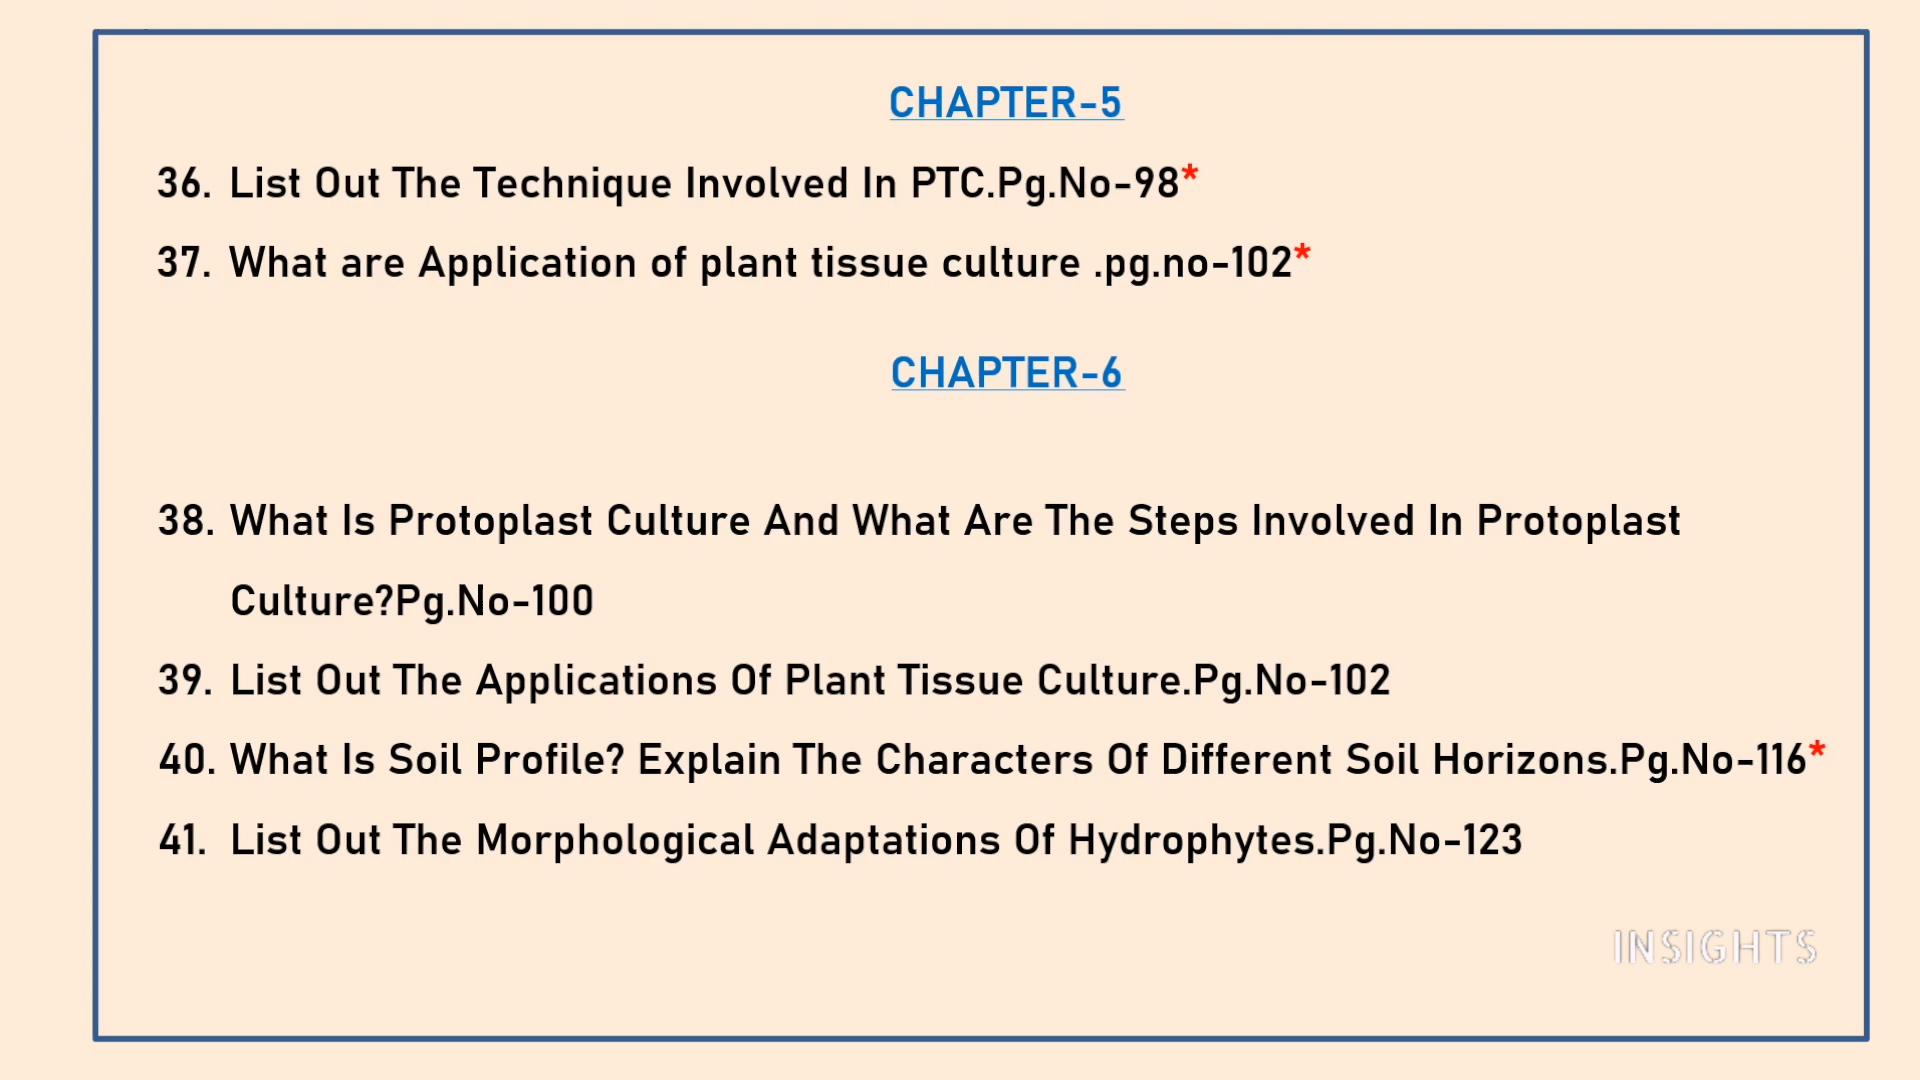 CHAPTER-5
36. List Out The Technique Involved In PTC.Pg.No-98*
37. What are Application of plant tissue culture .pg.no-102*
CHAPTER-6
38. What Is Protoplast Culture And What Are The Steps Involved In Protoplast
Culture?Pg.No-100
39. List Out The Applications Of Plant Tissue Culture.Pg.No-102
40. What Is Soil Profile? Explain The Characters Of Different Soil Horizons.Pg.No-116*
41. List Out The Morphological Adaptations Of Hydrophytes.Pg.No-123
INSIGHTS